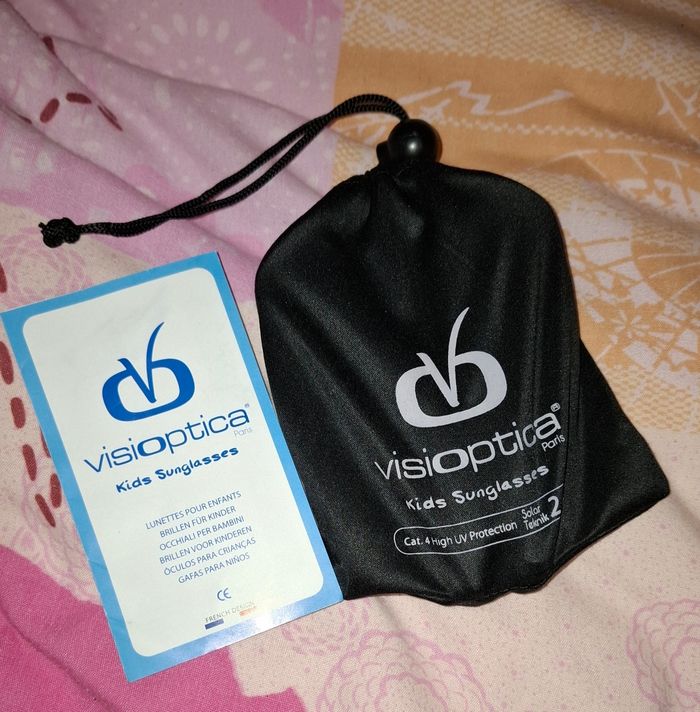 visiOptica®
Paris
Kids Sunglasses
LUNETTES POUR ENFANTS
BRILLEN FÜR KINDER
OCCHIALI PER BAMBINI
BRILLEN VOOR KINDEREN
ÓCULOS PARA CRIANÇAS
GAFAS PARA NIÑOS
CE
FRENCH DESIGN
visiOptica®
Paris
Kids Sunglasses
Cat. 4 High UV Protection Solar Teknik 2